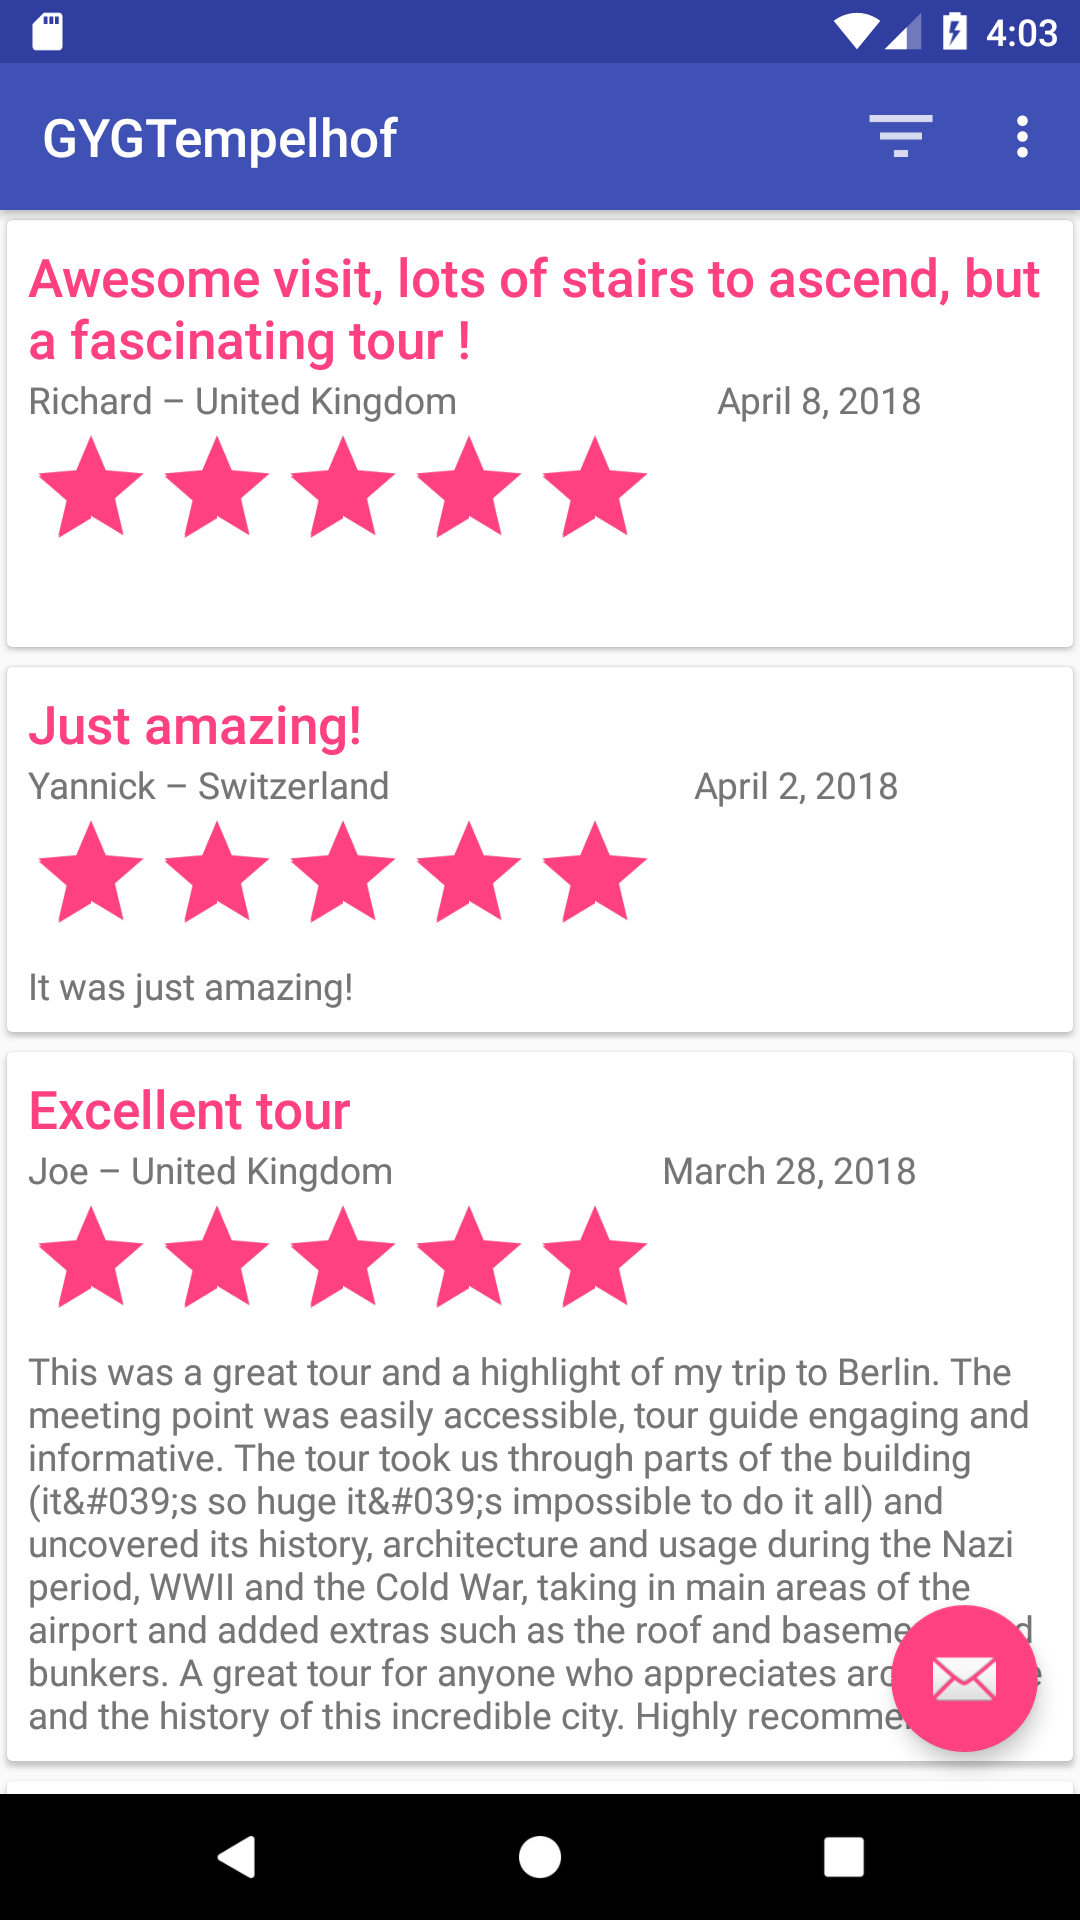 4:03
GYGTempelhof
Awesome visit, lots of stairs to ascend, but
a fascinating tour !
Richard – United Kingdom April 8, 2018
Just amazing!
Yannick – Switzerland April 2, 2018
It was just amazing!
Excellent tour
Joe – United Kingdom March 28, 2018
This was a great tour and a highlight of my trip to Berlin. The
meeting point was easily accessible, tour guide engaging and
informative. The tour took us through parts of the building
(it&#039;s so huge it&#039;s impossible to do it all) and
uncovered its history, architecture and usage during the Nazi
period, WWII and the Cold War, taking in main areas of the
airport and added extras such as the roof and
bunkers. A great tour for anyone who appreciates
and the history of this incredible city. Highly